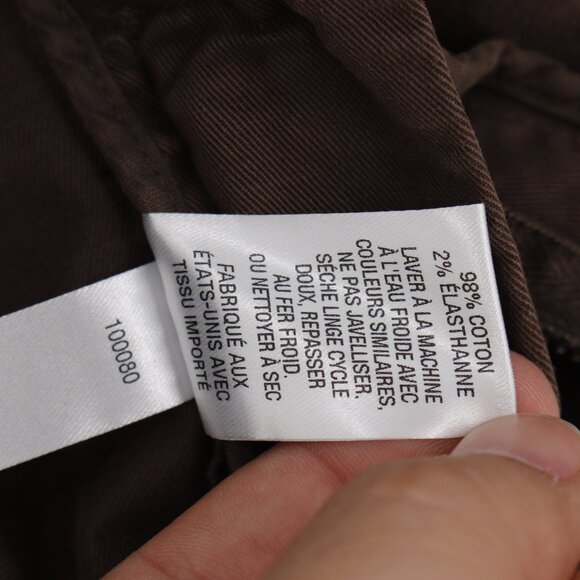 98% COTON
2% ÉLASTHANNE
LAVER À LA MACHINE
À L'EAU FROIDE AVEC
COULEURS SIMILAIRES,
NE PAS JAVELLISER,
SÈCHE LINGE CYCLE
DOUX, REPASSER
AU FER FROID,
OU NETTOYER À SEC
FABRIQUÉ AUX
ÉTATS-UNIS AVEC
TISSU IMPORTÉ
100080